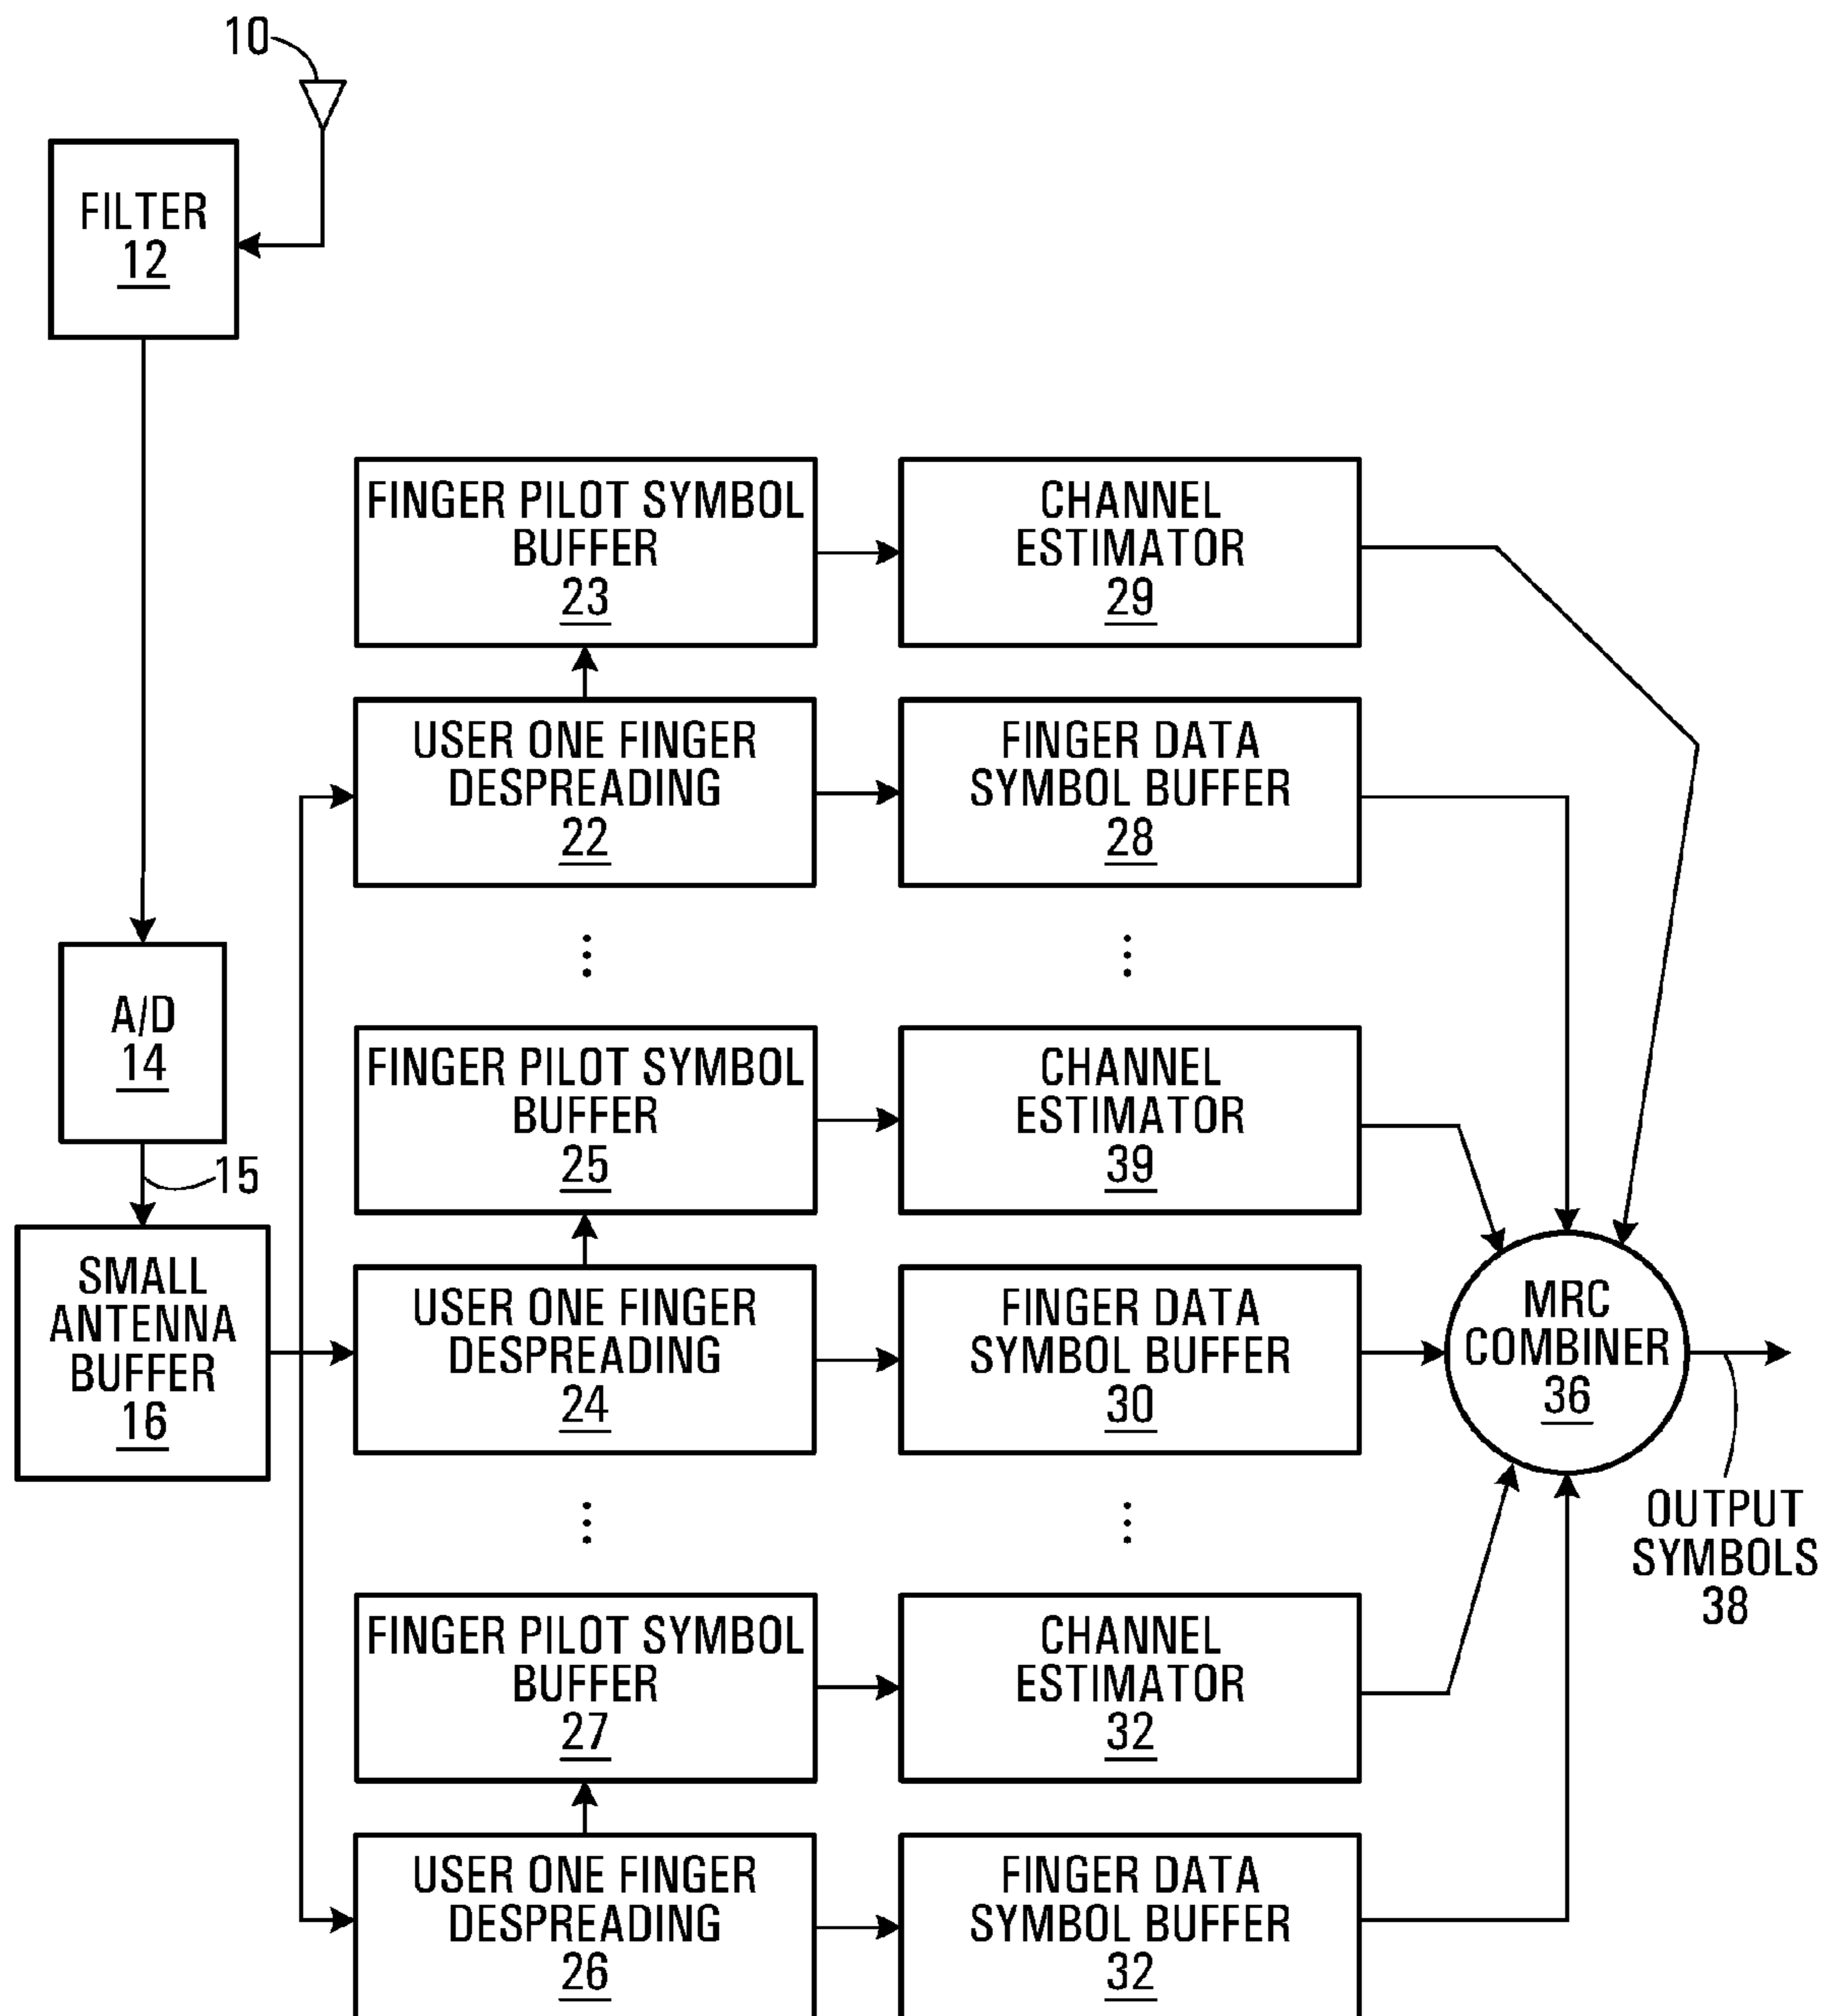 10
FILTER
12
FINGER PILOT SYMBOL
BUFFER
23
CHANNEL
ESTIMATOR
29
USER ONE FINGER
DESPREADING
22
FINGER DATA
SYMBOL BUFFER
28
A/D
14
15
FINGER PILOT SYMBOL
BUFFER
25
CHANNEL
ESTIMATOR
39
SMALL
ANTENNA
BUFFER
16
USER ONE FINGER
DESPREADING
24
FINGER DATA
SYMBOL BUFFER
30
MRC
COMBINER
36
OUTPUT
SYMBOLS
38
FINGER PILOT SYMBOL
BUFFER
27
CHANNEL
ESTIMATOR
32
USER ONE FINGER
DESPREADING
26
FINGER DATA
SYMBOL BUFFER
32